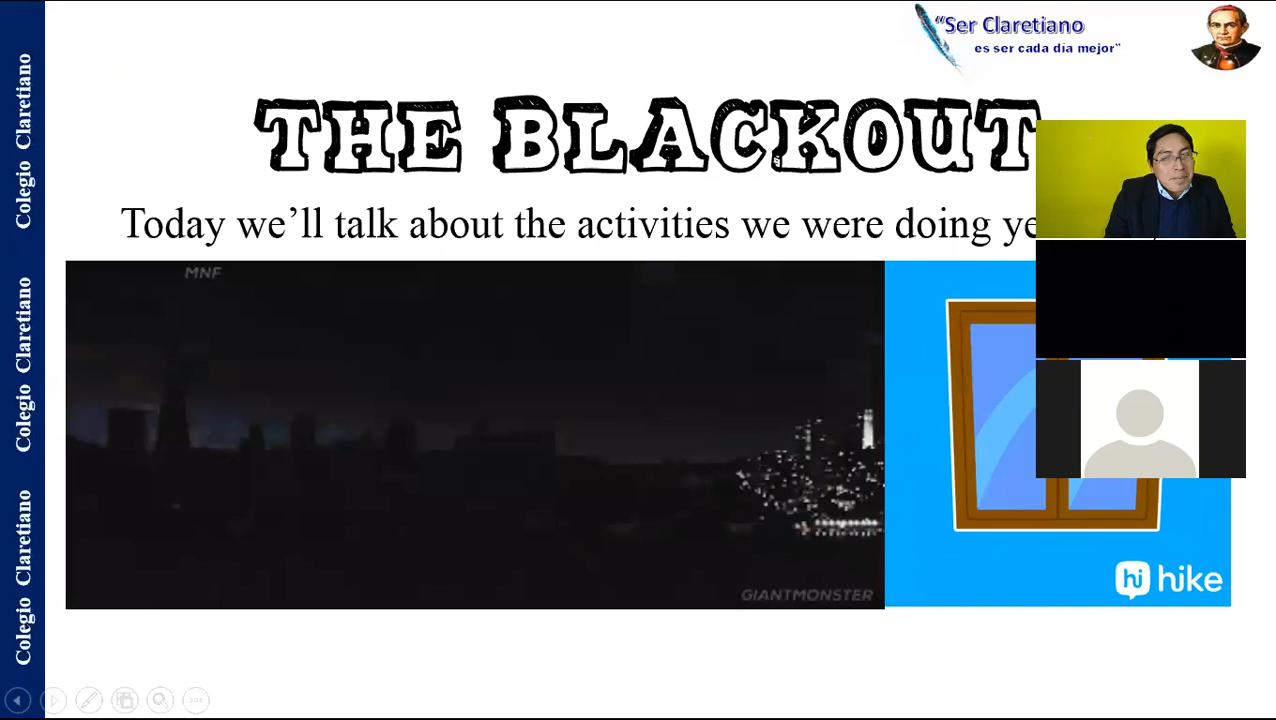 “Ser Claretiano
es ser cada día mejor”
THE BLACKOUT
Today we’ll talk about the activities we were doing
MNF
GIANTMONSTER
hi hike
Colegio Claretiano
Colegio Claretiano
Colegio Claretiano